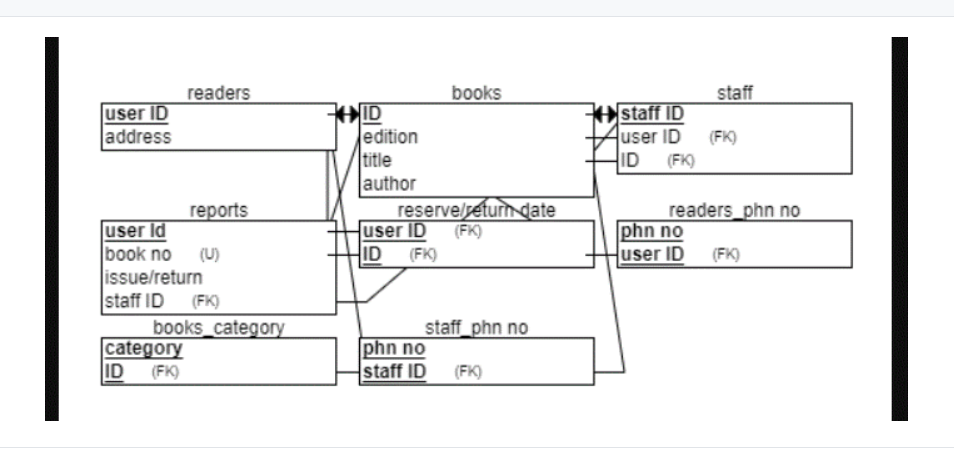 readers
user ID
address
books
ID
edition
title
author
staff
staff ID
user ID (FK)
ID (FK)
reports
user Id
book no (U)
issue/return
staff ID (FK)
reserve/return date
user ID (FK)
ID (FK)
readers_phn no
phn no
user ID (FK)
books_category
category
ID (FK)
staff_phn no
phn no
staff ID (FK)